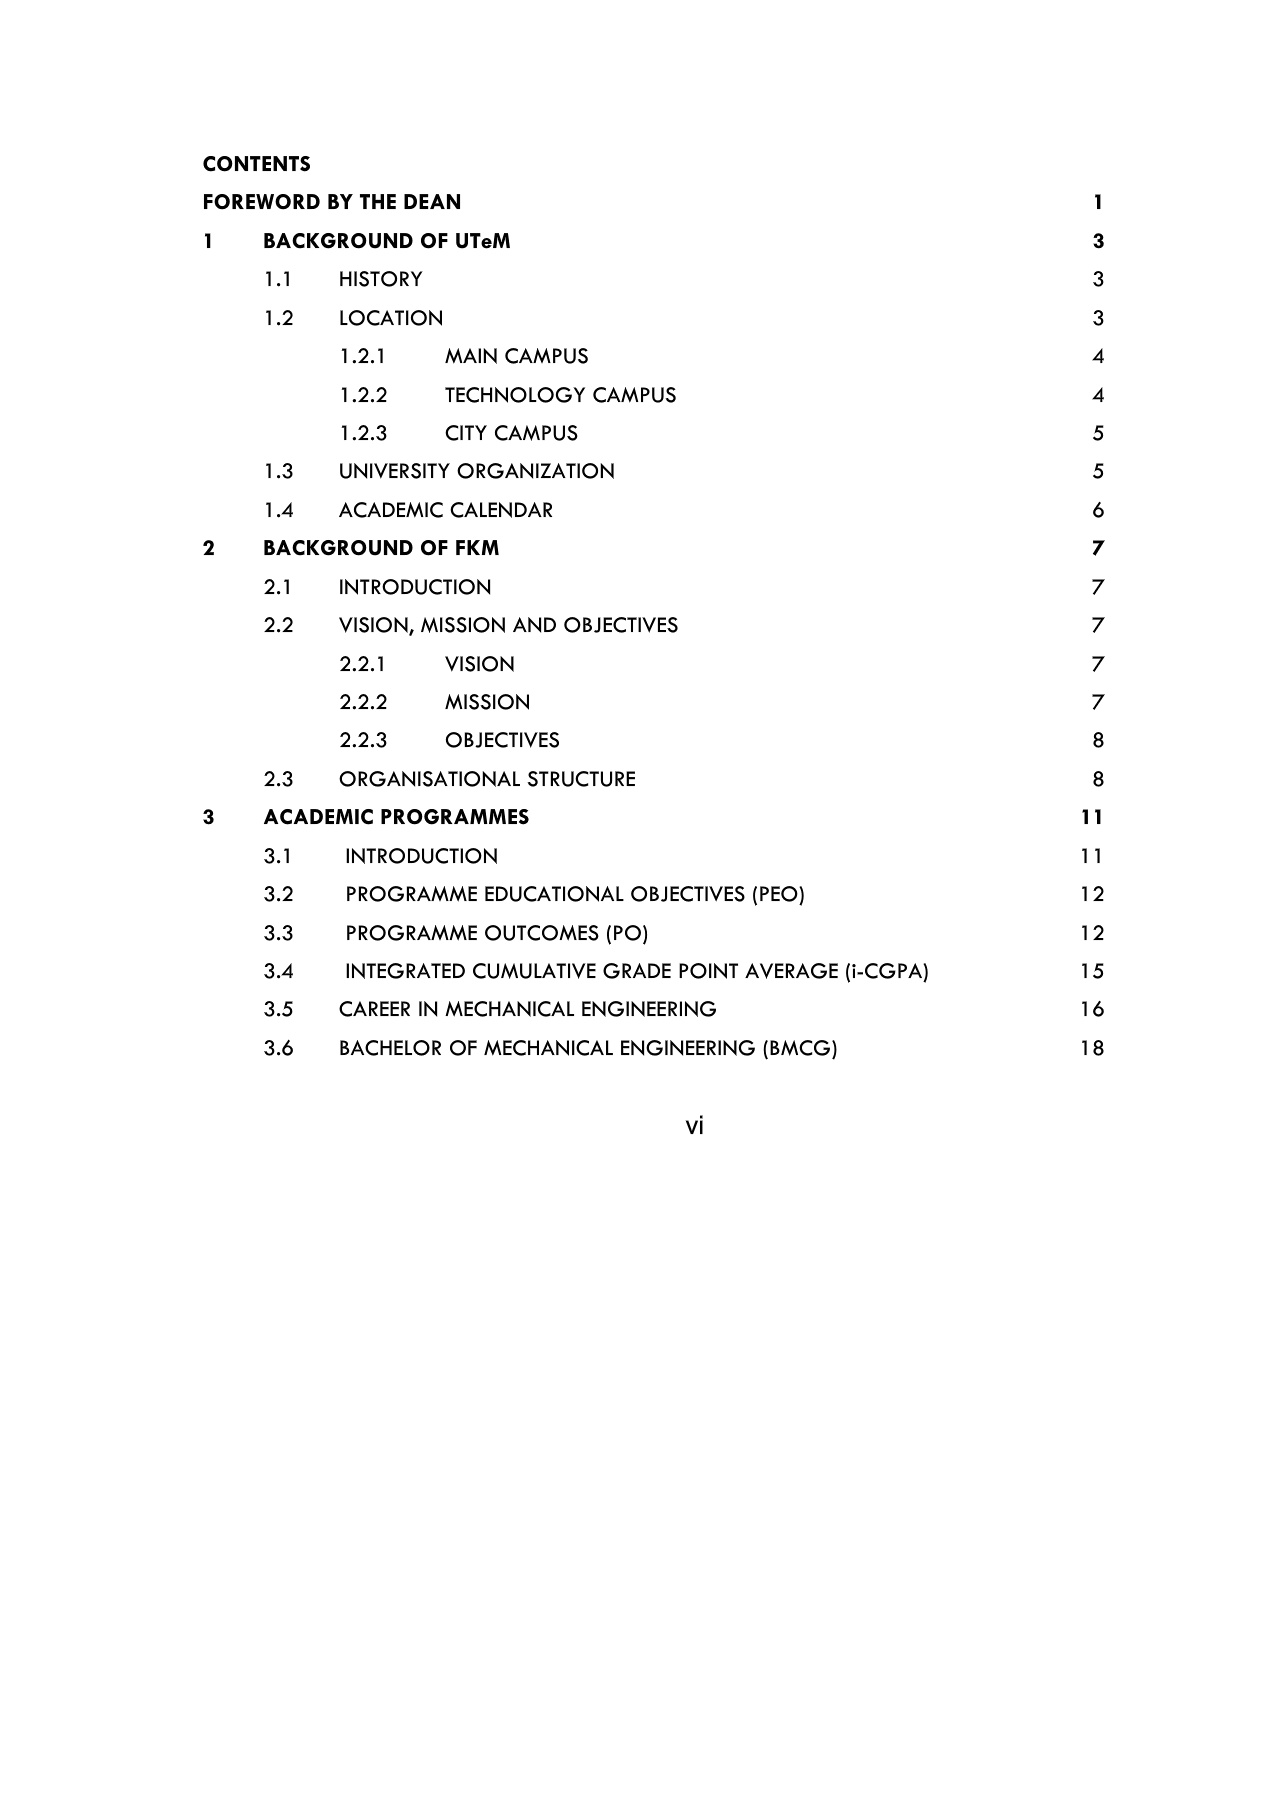 CONTENTS
FOREWORD BY THE DEAN 1
1 BACKGROUND OF UTeM 3
1.1 HISTORY 3
1.2 LOCATION 3
1.2.1 MAIN CAMPUS 4
1.2.2 TECHNOLOGY CAMPUS 4
1.2.3 CITY CAMPUS 5
1.3 UNIVERSITY ORGANIZATION 5
1.4 ACADEMIC CALENDAR 6
2 BACKGROUND OF FKM 7
2.1 INTRODUCTION 7
2.2 VISION, MISSION AND OBJECTIVES 7
2.2.1 VISION 7
2.2.2 MISSION 7
2.2.3 OBJECTIVES 8
2.3 ORGANISATIONAL STRUCTURE 8
3 ACADEMIC PROGRAMMES 11
3.1 INTRODUCTION 11
3.2 PROGRAMME EDUCATIONAL OBJECTIVES (PEO) 12
3.3 PROGRAMME OUTCOMES (PO) 12
3.4 INTEGRATED CUMULATIVE GRADE POINT AVERAGE (i-CGPA) 15
3.5 CAREER IN MECHANICAL ENGINEERING 16
3.6 BACHELOR OF MECHANICAL ENGINEERING (BMCG) 18
vi